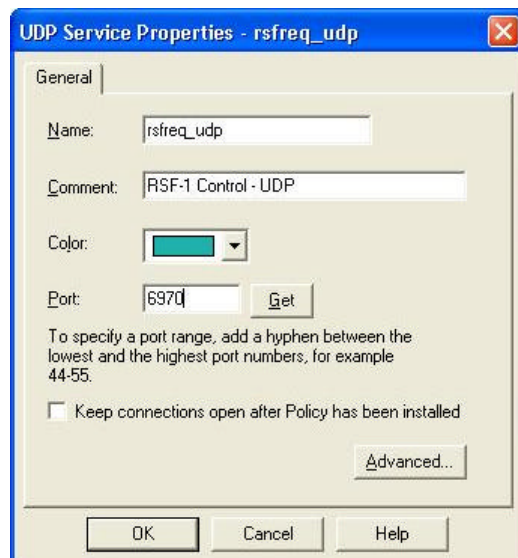 UDP Service Properties - rsfreq_udp
General
Name: rsfreq_udp
Comment: RSF-1 Control - UDP
Color:
Port: 6970 Get
To specify a port range, add a hyphen between the
lowest and the highest port numbers, for example
44-55.
Keep connections open after Policy has been installed
Advanced...
OK Cancel Help